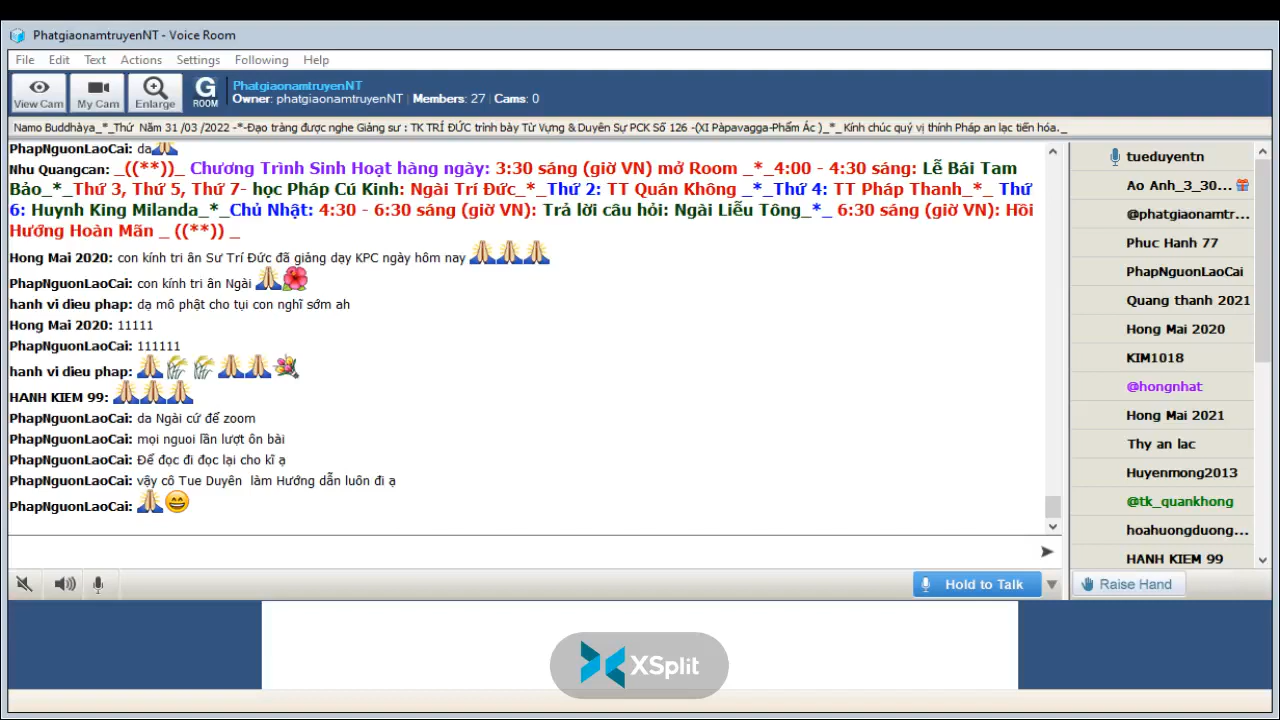 PhatgiaonamtruyenNT - Voice Room
File Edit Text Actions Settings Following Help
View Cam My Cam Enlarge G ROOM
PhatgiaonamtruyenNT
Owner: phatgiaonamtruyenNT Members: 27 Cams: 0
Namo Buddhàya_*_Thứ Năm 31 /03 /2022 -*-Đạo tràng được nghe Giảng sư : TK TRÍ ĐỨC trình bày Từ Vựng & Duyên Sự PCK Số 126 -(XI Pàpavagga-Phẩm Ác )_*_ Kính chúc quý vị thính Pháp an lạc tiến hóa._
PhapNguonLaoCai: da
Nhu Quangcan: _((**))_ Chương Trình Sinh Hoạt hàng ngày: 3:30 sáng (giờ VN) mở Room _*_4:00 - 4:30 sáng: Lễ Bái Tam
Bảo_*_Thứ 3, Thứ 5, Thứ 7- học Pháp Cú Kinh: Ngài Trí Đức_*_Thứ 2: TT Quán Không _*_Thứ 4: TT Pháp Thanh_*_ Thứ
6: Huynh King Milanda_*_Chủ Nhật: 4:30 - 6:30 sáng (giờ VN): Trả lời câu hỏi: Ngài Liễu Tông_*_ 6:30 sáng (giờ VN): Hồi
Hướng Hoàn Mãn _ ((**)) _
Hong Mai 2020: con kính tri ân Sư Trí Đức đã giảng dạy KPC ngày hôm nay
PhapNguonLaoCai: con kính tri ân Ngài
hanh vi dieu phap: dạ mô phật cho tụi con nghĩ sớm ah
Hong Mai 2020: 11111
PhapNguonLaoCai: 111111
hanh vi dieu phap:
HANH KIEM 99:
PhapNguonLaoCai: da Ngài cứ để zoom
PhapNguonLaoCai: mọi nguoi lần lượt ôn bài
PhapNguonLaoCai: Để đọc đi đọc lại cho kĩ ạ
PhapNguonLaoCai: vậy cô Tue Duyên làm Hướng dẫn luôn đi ạ
PhapNguonLaoCai:
Hold to Talk
tueduyentn
Ao Anh_3_30...
@phatgiaonamtr...
Phuc Hanh 77
PhapNguonLaoCai
Quang thanh 2021
Hong Mai 2020
KIM1018
@hongnhat
Hong Mai 2021
Thy an lac
Huyenmong2013
@tk_quankhong
hoahuongduong...
HANH KIEM 99
Raise Hand
XSplit